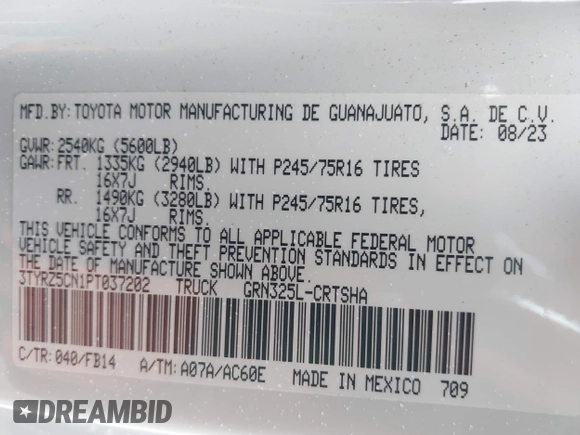 MFD.BY:TOYOTA MOTOR MANUFACTURING DE GUANAJUATO, S.A. DE C.V.
DATE: 08/23
GVWR:2540KG (5600LB)
GAWR:FRT. 1335KG (2940LB) WITH P245/75R16 TIRES
16X7J RIMS.
RR. 1490KG (3280LB) WITH P245/75R16 TIRES,
16X7J RIMS.
THIS VEHICLE CONFORMS TO ALL APPLICABLE FEDERAL MOTOR
VEHICLE SAFETY AND THEFT PREVENTION STANDARDS IN EFFECT ON
THE DATE OF MANUFACTURE SHOWN ABOVE.
3TYRZ5CN1PT037202 TRUCK GRN325L-CRTSHA
C/TR:040/FB14 A/TM:A07A/AC60E MADE IN MEXICO 709
DREAMBID